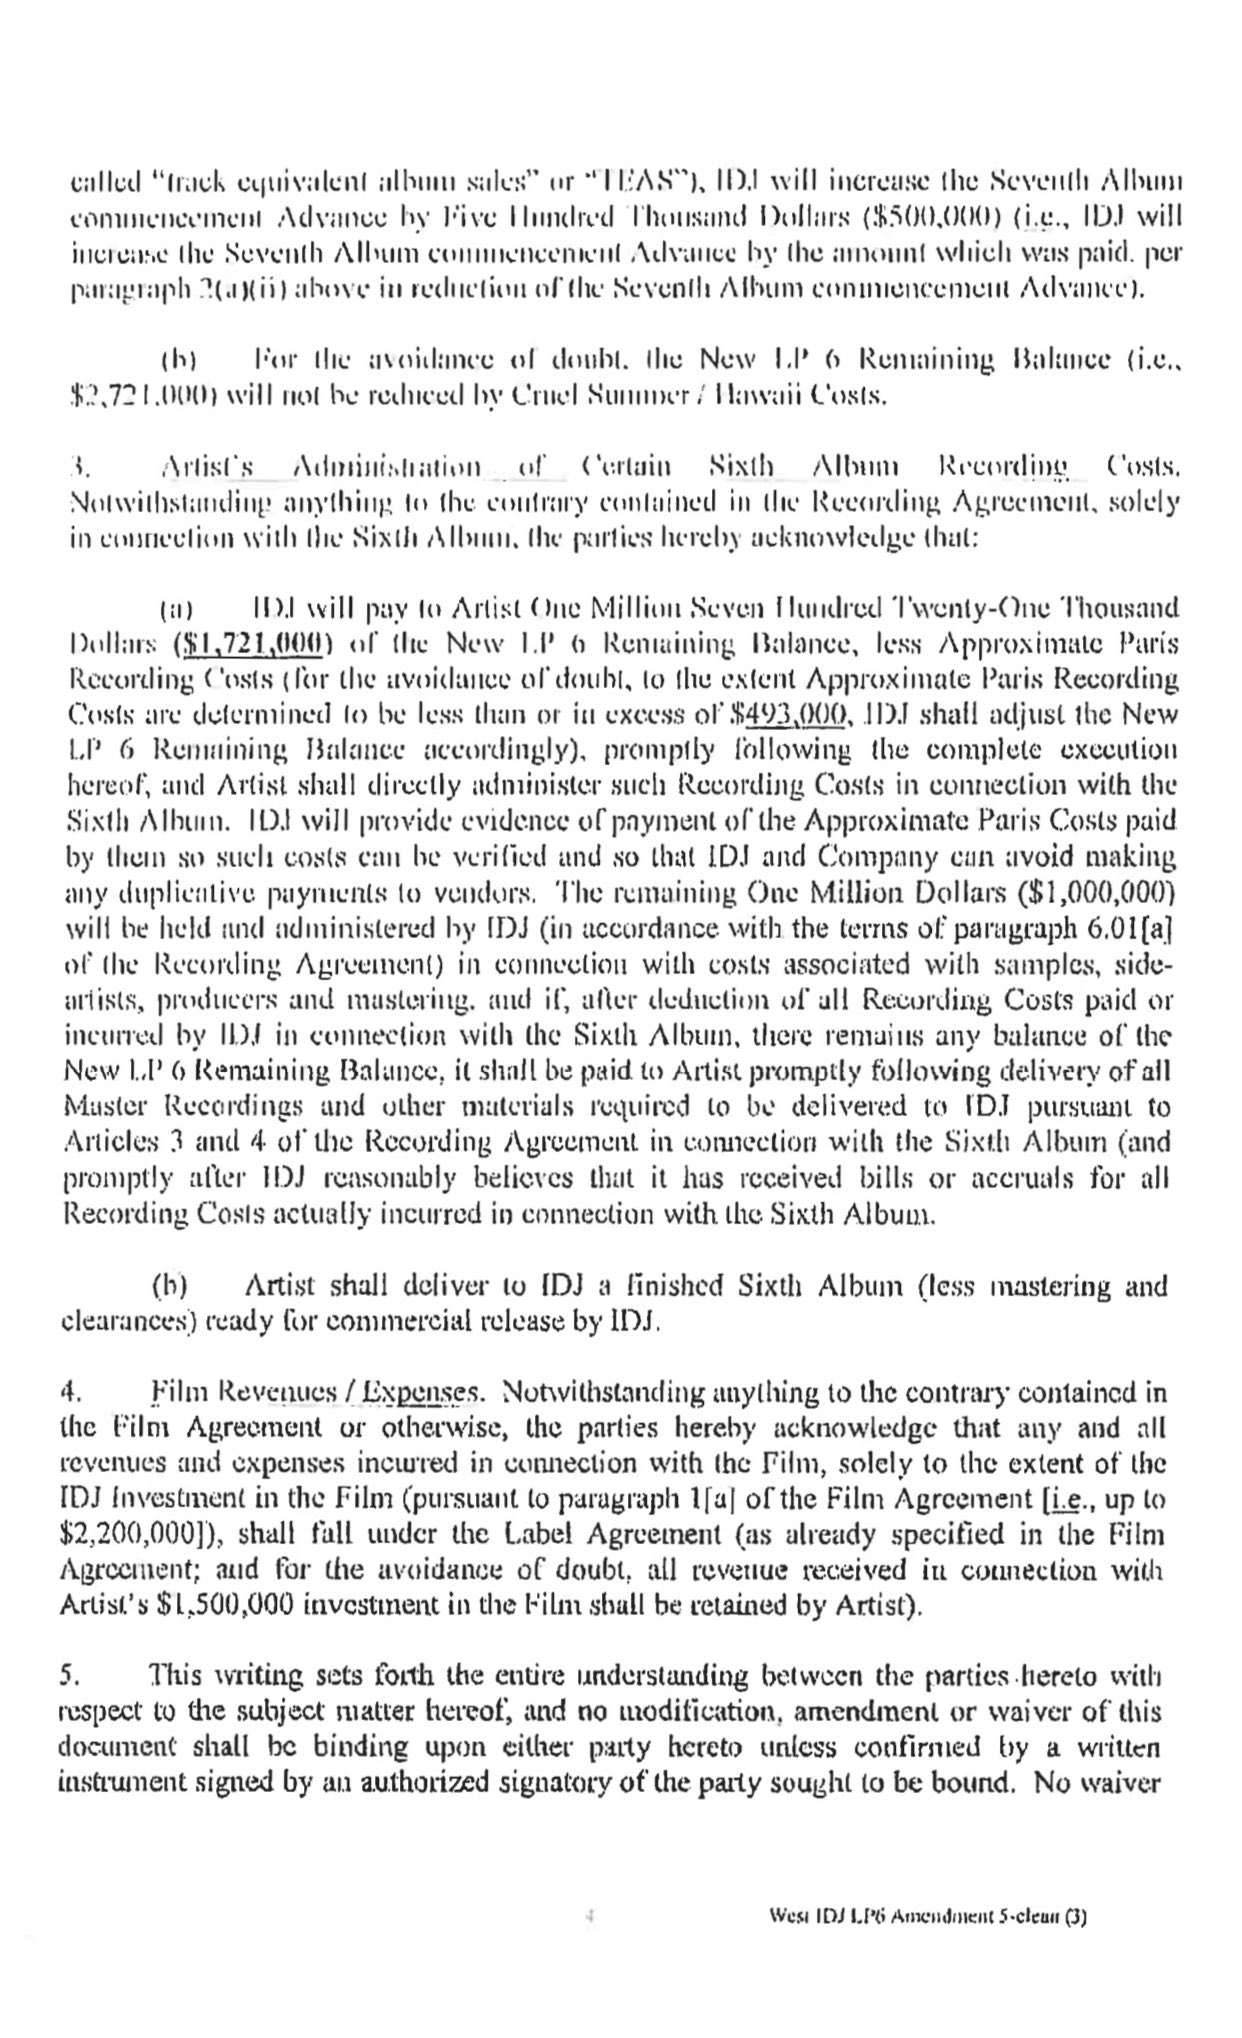 called “track equivalent album sales” or “TEAS”), IDJ will increase the Seventh Album
commencement Advance by Five Hundred Thousand Dollars ($500,000) (i.e., IDJ will
increase the Seventh Album commencement Advance by the amount which was paid, per
paragraph 2(a)(ii) above in reduction of the Seventh Album commencement Advance).
(b) For the avoidance of doubt, the New LP 6 Remaining Balance (i.e.,
$2,721,000) will not be reduced by Cruel Summer / Hawaii Costs.
3. Artist's Administration of Certain Sixth Album Recording Costs.
Notwithstanding anything to the contrary contained in the Recording Agreement, solely
in connection with the Sixth Album, the parties hereby acknowledge that:
(a) IDJ will pay to Artist One Million Seven Hundred Twenty-One Thousand
Dollars ($1,721,000) of the New LP 6 Remaining Balance, less Approximate Paris
Recording Costs (for the avoidance of doubt, to the extent Approximate Paris Recording
Costs are determined to be less than or in excess of $493,000, IDJ shall adjust the New
LP 6 Remaining Balance accordingly), promptly following the complete execution
hereof, and Artist shall directly administer such Recording Costs in connection with the
Sixth Album. IDJ will provide evidence of payment of the Approximate Paris Costs paid
by them so such costs can be verified and so that IDJ and Company can avoid making
any duplicative payments to vendors. The remaining One Million Dollars ($1,000,000)
will be held and administered by IDJ (in accordance with the terms of paragraph 6.01[a]
of the Recording Agreement) in connection with costs associated with samples, side-
artists, producers and mastering, and if, after deduction of all Recording Costs paid or
incurred by IDJ in connection with the Sixth Album, there remains any balance of the
New LP 6 Remaining Balance, it shall be paid to Artist promptly following delivery of all
Master Recordings and other materials required to be delivered to IDJ pursuant to
Articles 3 and 4 of the Recording Agreement in connection with the Sixth Album (and
promptly after IDJ reasonably believes that it has received bills or accruals for all
Recording Costs actually incurred in connection with the Sixth Album.
(b) Artist shall deliver to IDJ a finished Sixth Album (less mastering and
clearances) ready for commercial release by IDJ.
4. Film Revenues / Expenses. Notwithstanding anything to the contrary contained in
the Film Agreement or otherwise, the parties hereby acknowledge that any and all
revenues and expenses incurred in connection with the Film, solely to the extent of the
IDJ Investment in the Film (pursuant to paragraph 1[a] of the Film Agreement [i.e., up to
$2,200,000]), shall fall under the Label Agreement (as already specified in the Film
Agreement; and for the avoidance of doubt, all revenue received in connection with
Artist's $1,500,000 investment in the Film shall be retained by Artist).
5. This writing sets forth the entire understanding between the parties hereto with
respect to the subject matter hereof, and no modification, amendment or waiver of this
document shall be binding upon either party hereto unless confirmed by a written
instrument signed by an authorized signatory of the party sought to be bound. No waiver
4
West IDJ LP6 Amendment 5-clean (3)